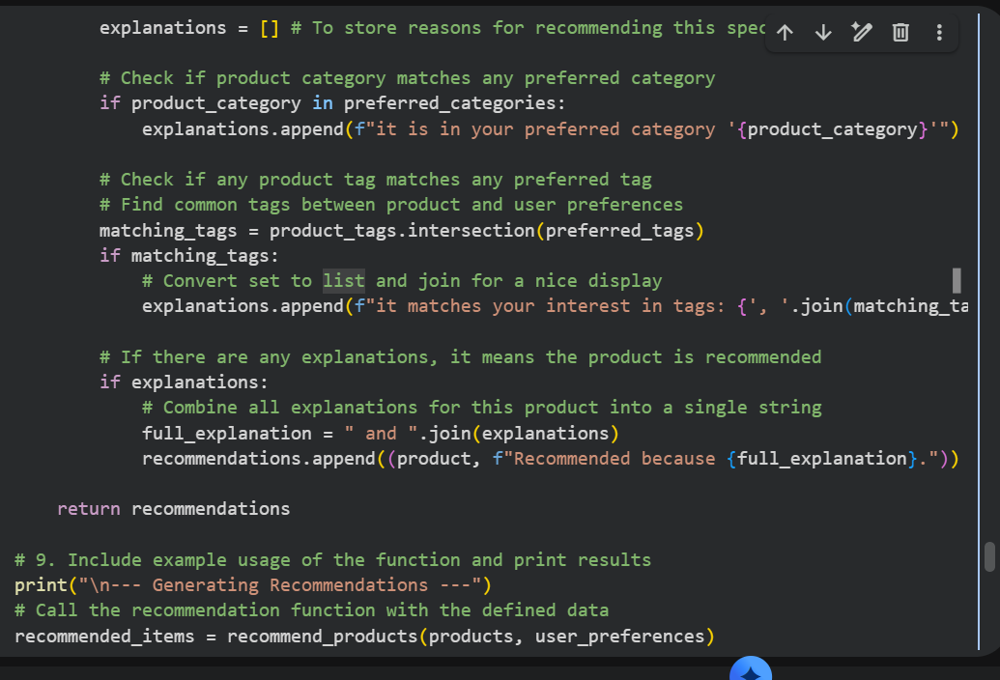 explanations = [] # To store reasons for recommending this spec
# Check if product category matches any preferred category
if product_category in preferred_categories:
explanations.append(f"it is in your preferred category '{product_category}'")
# Check if any product tag matches any preferred tag
# Find common tags between product and user preferences
matching_tags = product_tags.intersection(preferred_tags)
if matching_tags:
# Convert set to list and join for a nice display
explanations.append(f"it matches your interest in tags: {', '.join(matching_ta
# If there are any explanations, it means the product is recommended
if explanations:
# Combine all explanations for this product into a single string
full_explanation = " and ".join(explanations)
recommendations.append((product, f"Recommended because {full_explanation}."))
return recommendations
# 9. Include example usage of the function and print results
print("\n--- Generating Recommendations ---")
# Call the recommendation function with the defined data
recommended_items = recommend_products(products, user_preferences)